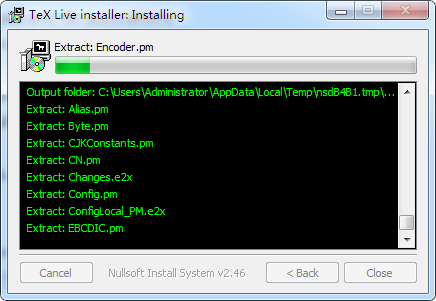 TeX Live installer: Installing
Extract: Encoder.pm
Output folder: C:\Users\Administrator\AppData\Local\Temp\nsdB4B1.tmp\...
Extract: Alias.pm
Extract: Byte.pm
Extract: CJKConstants.pm
Extract: CN.pm
Extract: Changes.e2x
Extract: Config.pm
Extract: ConfigLocal_PM.e2x
Extract: EBCDIC.pm
Cancel Nullsoft Install System v2.46 < Back Close